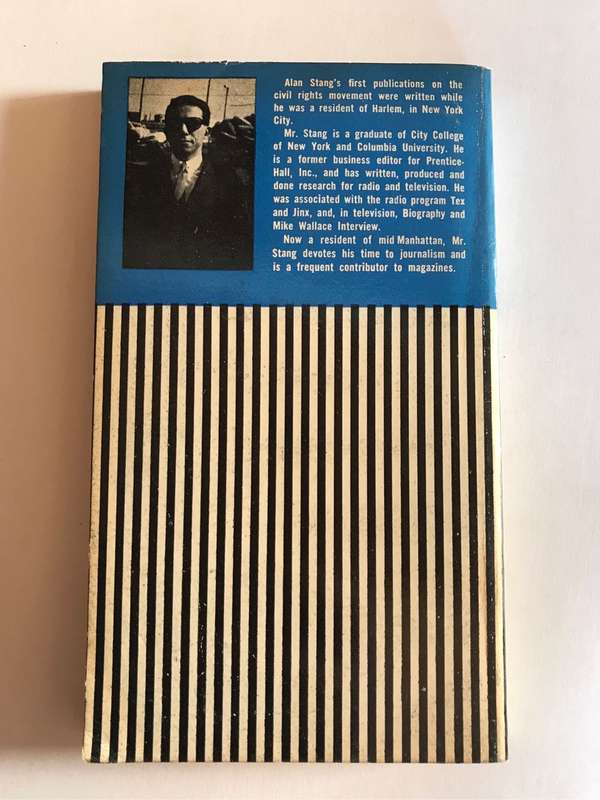 Alan Stang's first publications on the
civil rights movement were written while
he was a resident of Harlem, in New York
City.
Mr. Stang is a graduate of City College
of New York and Columbia University. He
is a former business editor for Prentice-
Hall, Inc., and has written, produced and
done research for radio and television. He
was associated with the radio program Tex
and Jinx, and, in television, Biography and
Mike Wallace Interview.
Now a resident of mid Manhattan, Mr.
Stang devotes his time to journalism and
is a frequent contributor to magazines.